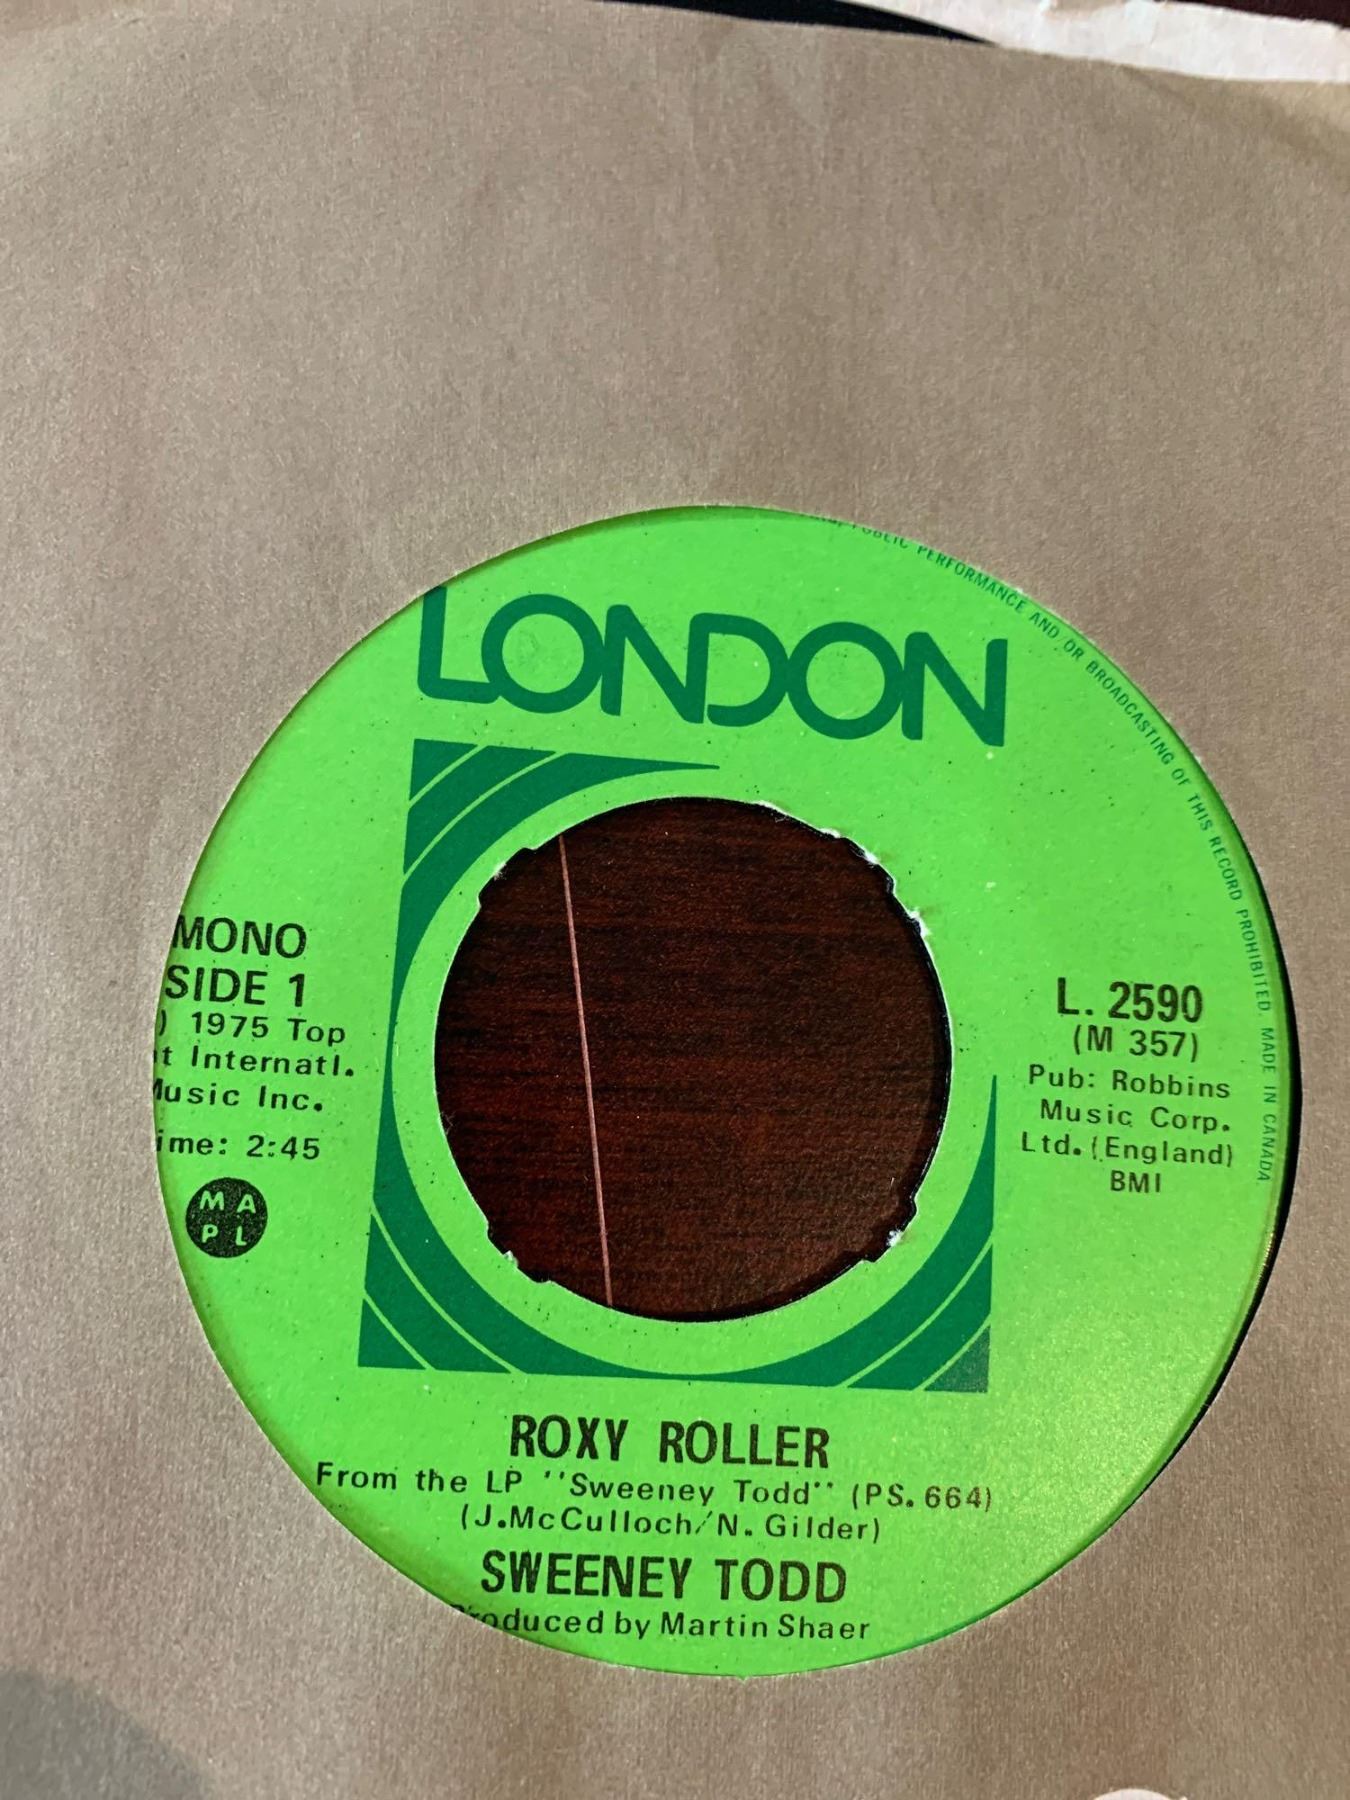 PUBLIC PERFORMANCE AND/OR BROADCASTING OF THIS RECORD PROHIBITED. MADE IN CANADA
LONDON
MONO
SIDE 1
) 1975 Top
Internatl.
Music Inc.
ime: 2:45
M A
P L
L. 2590
(M 357)
Pub: Robbins
Music Corp.
Ltd. (England)
BMI
ROXY ROLLER
From the LP "Sweeney Todd" (PS. 664)
(J.McCulloch/N. Gilder)
SWEENEY TODD
Produced by Martin Shaer